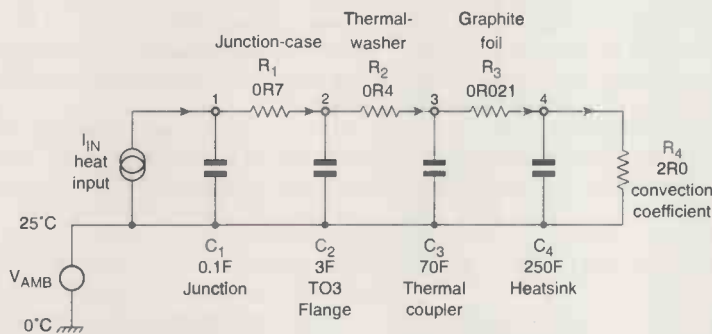 Junction-case
R₁
0R7
Thermal-
washer
R₂
0R4
Graphite
foil
R₃
0R021
1
2
3
4
I_IN
heat
input
R₄
2R0
convection
coefficient
25°C
V_AMB
0°C
C₁
0.1F
Junction
C₂
3F
TO3
Flange
C₃
70F
Thermal
coupler
C₄
250F
Heatsink